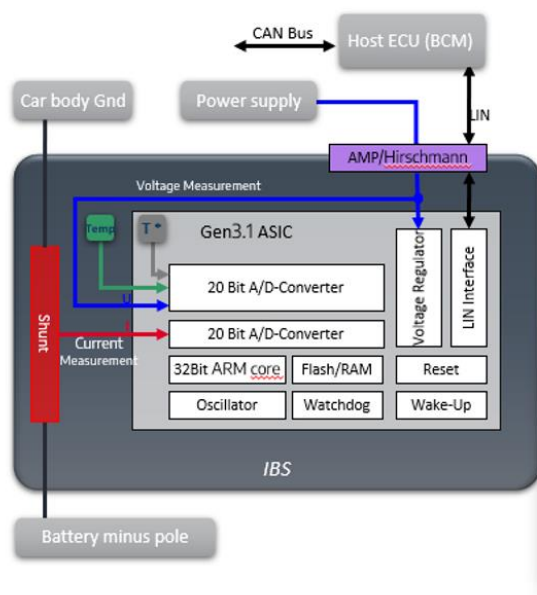 CAN Bus
Host ECU (BCM)
Car body Gnd
Power supply
LIN
AMP/Hirschmann
Voltage Measurement
Temp
T *
Gen3.1 ASIC
20 Bit A/D-Converter
U
20 Bit A/D-Converter
I
Shunt
Current
Measurement
Voltage Regulator
LIN Interface
32Bit ARM core
Flash/RAM
Reset
Oscillator
Watchdog
Wake-Up
IBS
Battery minus pole